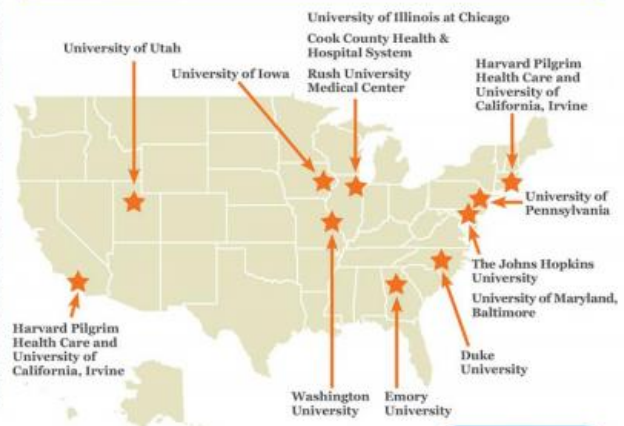 University of Illinois at Chicago
Cook County Health &
Hospital System
Rush University
Medical Center
University of Utah
University of Iowa
Harvard Pilgrim
Health Care and
University of
California, Irvine
University of
Pennsylvania
The Johns Hopkins
University
University of Maryland,
Baltimore
Duke
University
Emory
University
Washington
University
Harvard Pilgrim
Health Care and
University of
California, Irvine